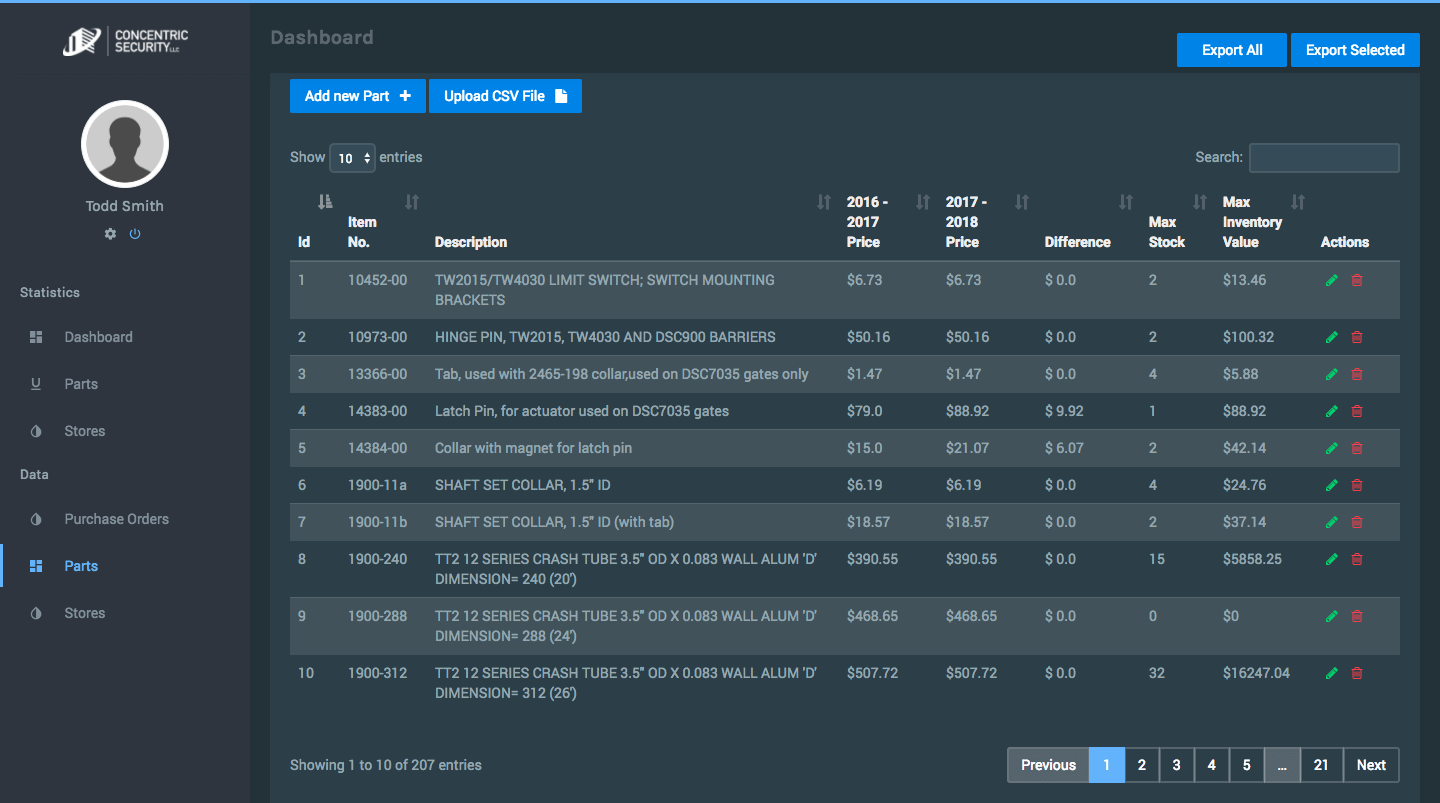 CONCENTRIC
SECURITY, LLC
Todd Smith
Statistics
Dashboard
Parts
Stores
Data
Purchase Orders
Parts
Stores
Dashboard
Export All Export Selected
Add new Part + Upload CSV File
Show 10 entries Search:
Id Item No. Description 2016 - 2017 Price 2017 - 2018 Price Difference Max Stock Max Inventory Value Actions
1 10452-00 TW2015/TW4030 LIMIT SWITCH; SWITCH MOUNTING $6.73 $6.73 $ 0.0 2 $13.46
BRACKETS
2 10973-00 HINGE PIN, TW2015, TW4030 AND DSC900 BARRIERS $50.16 $50.16 $ 0.0 2 $100.32
3 13366-00 Tab, used with 2465-198 collar,used on DSC7035 gates only $1.47 $1.47 $ 0.0 4 $5.88
4 14383-00 Latch Pin, for actuator used on DSC7035 gates $79.0 $88.92 $ 9.92 1 $88.92
5 14384-00 Collar with magnet for latch pin $15.0 $21.07 $ 6.07 2 $42.14
6 1900-11a SHAFT SET COLLAR, 1.5" ID $6.19 $6.19 $ 0.0 4 $24.76
7 1900-11b SHAFT SET COLLAR, 1.5" ID (with tab) $18.57 $18.57 $ 0.0 2 $37.14
8 1900-240 TT2 12 SERIES CRASH TUBE 3.5" OD X 0.083 WALL ALUM 'D' $390.55 $390.55 $ 0.0 15 $5858.25
DIMENSION= 240 (20')
9 1900-288 TT2 12 SERIES CRASH TUBE 3.5" OD X 0.083 WALL ALUM 'D' $468.65 $468.65 $ 0.0 0 $0
DIMENSION= 288 (24')
10 1900-312 TT2 12 SERIES CRASH TUBE 3.5" OD X 0.083 WALL ALUM 'D' $507.72 $507.72 $ 0.0 32 $16247.04
DIMENSION= 312 (26')
Showing 1 to 10 of 207 entries Previous 1 2 3 4 5 ... 21 Next